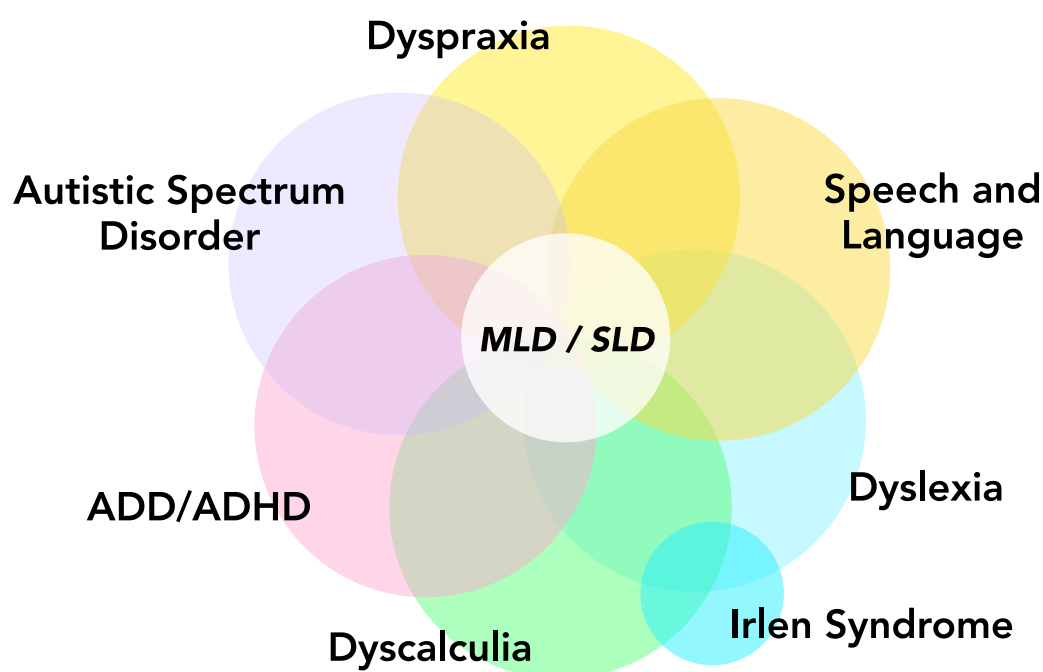 Dyspraxia
Autistic Spectrum
Disorder
Speech and
Language
MLD / SLD
ADD/ADHD
Dyslexia
Dyscalculia
Irlen Syndrome